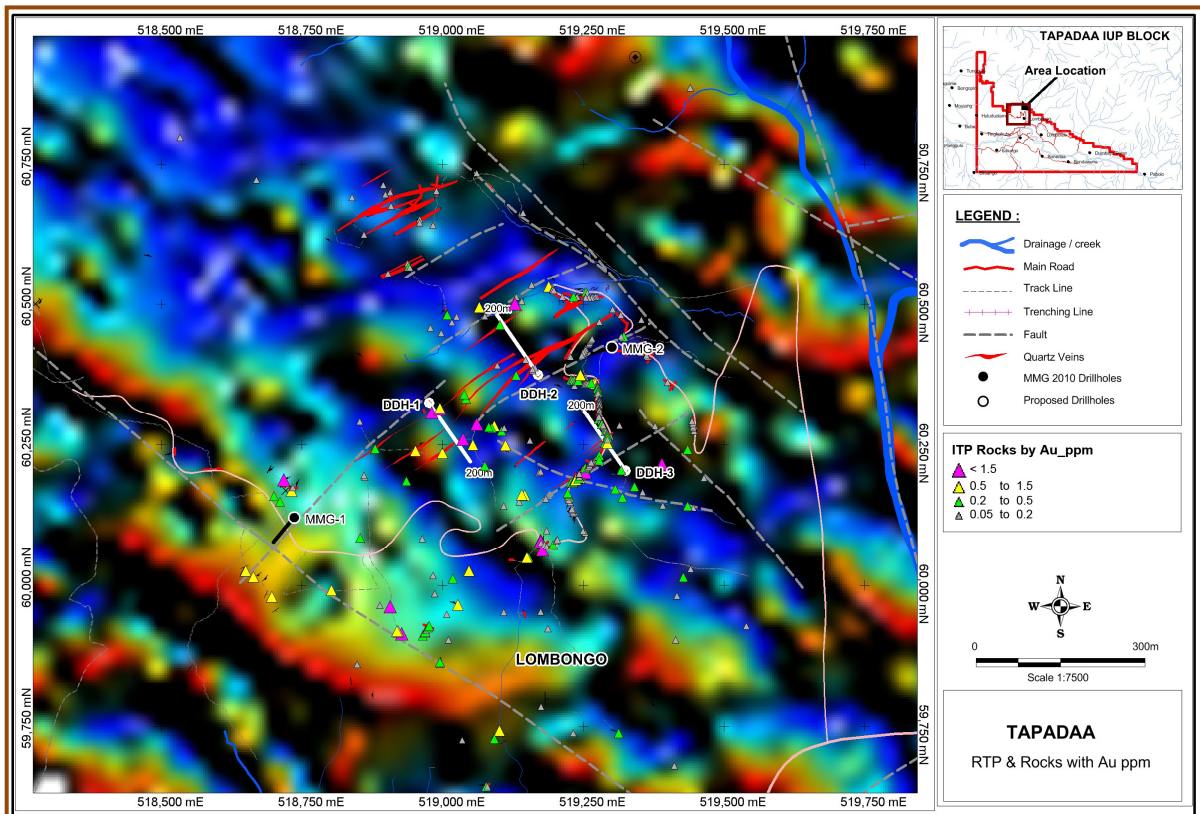 518,500 mE
518,750 mE
519,000 mE
519,250 mE
519,500 mE
519,750 mE
60,750 mN
60,500 mN
60,250 mN
60,000 mN
59,750 mN
60,750 mN
60,500 mN
60,250 mN
60,000 mN
59,750 mN
200m
MMG-2
DDH-2
DDH-1
200m
200m
DDH-3
MMG-1
LOMBONGO
518,500 mE
518,750 mE
519,000 mE
519,250 mE
519,500 mE
519,750 mE
TAPADAA IUP BLOCK
Area Location
LEGEND :
Drainage / creek
Main Road
Track Line
Trenching Line
Fault
Quartz Veins
MMG 2010 Drillholes
Proposed Drillholes
ITP Rocks by Au_ppm
< 1.5
0.5 to 1.5
0.2 to 0.5
0.05 to 0.2
N
W E
S
0 300m
Scale 1:7500
TAPADAA
RTP & Rocks with Au ppm